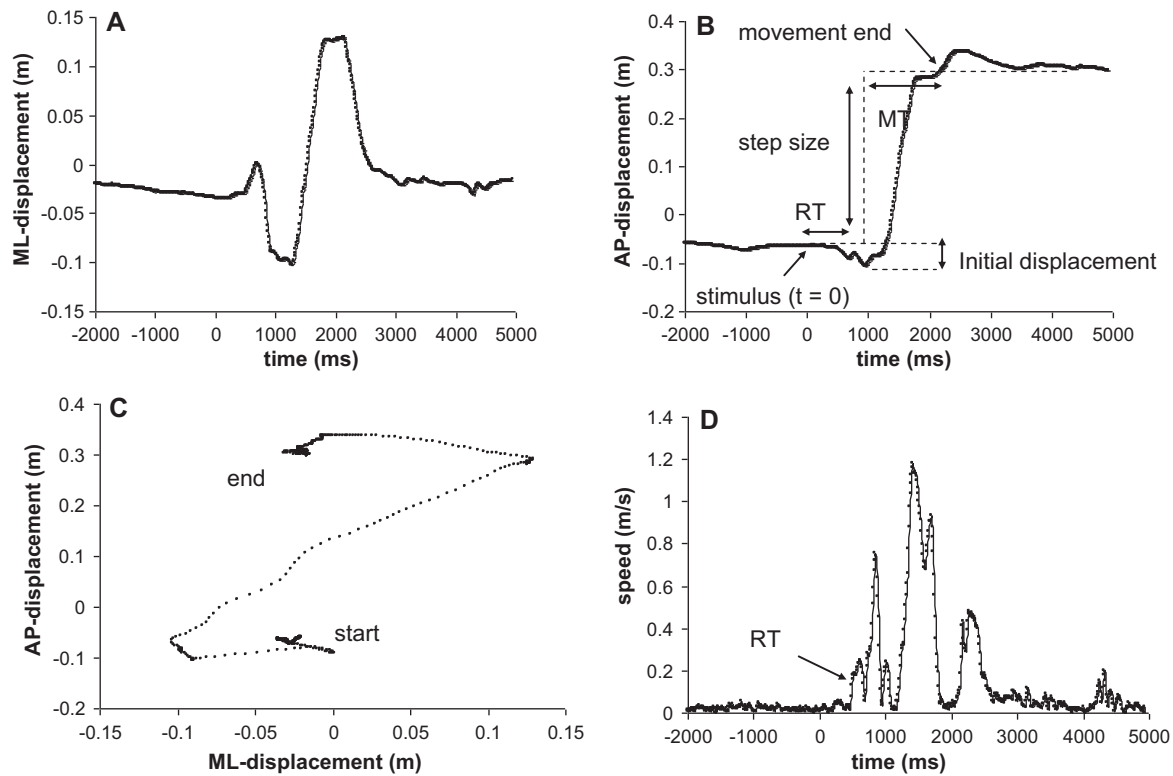 A
ML-displacement (m)
0.15
0.10
0.05
0
-0.05
-0.1
-0.15
-2000 -1000 0 1000 2000 3000 4000 5000
time (ms)
B
AP-displacement (m)
0.4
0.3
0.2
0.1
0
-0.1
-0.2
movement end
MT
step size
RT
Initial displacement
stimulus (t = 0)
-2000 -1000 0 1000 2000 3000 4000 5000
time (ms)
C
AP-displacement (m)
0.4
0.3
0.2
0.1
0
-0.1
-0.2
end
start
-0.15 -0.1 -0.05 0 0.05 0.1 0.15
ML-displacement (m)
D
speed (m/s)
1.4
1.2
1.0
0.8
0.6
0.4
0.2
0
RT
-2000 -1000 0 1000 2000 3000 4000 5000
time (ms)